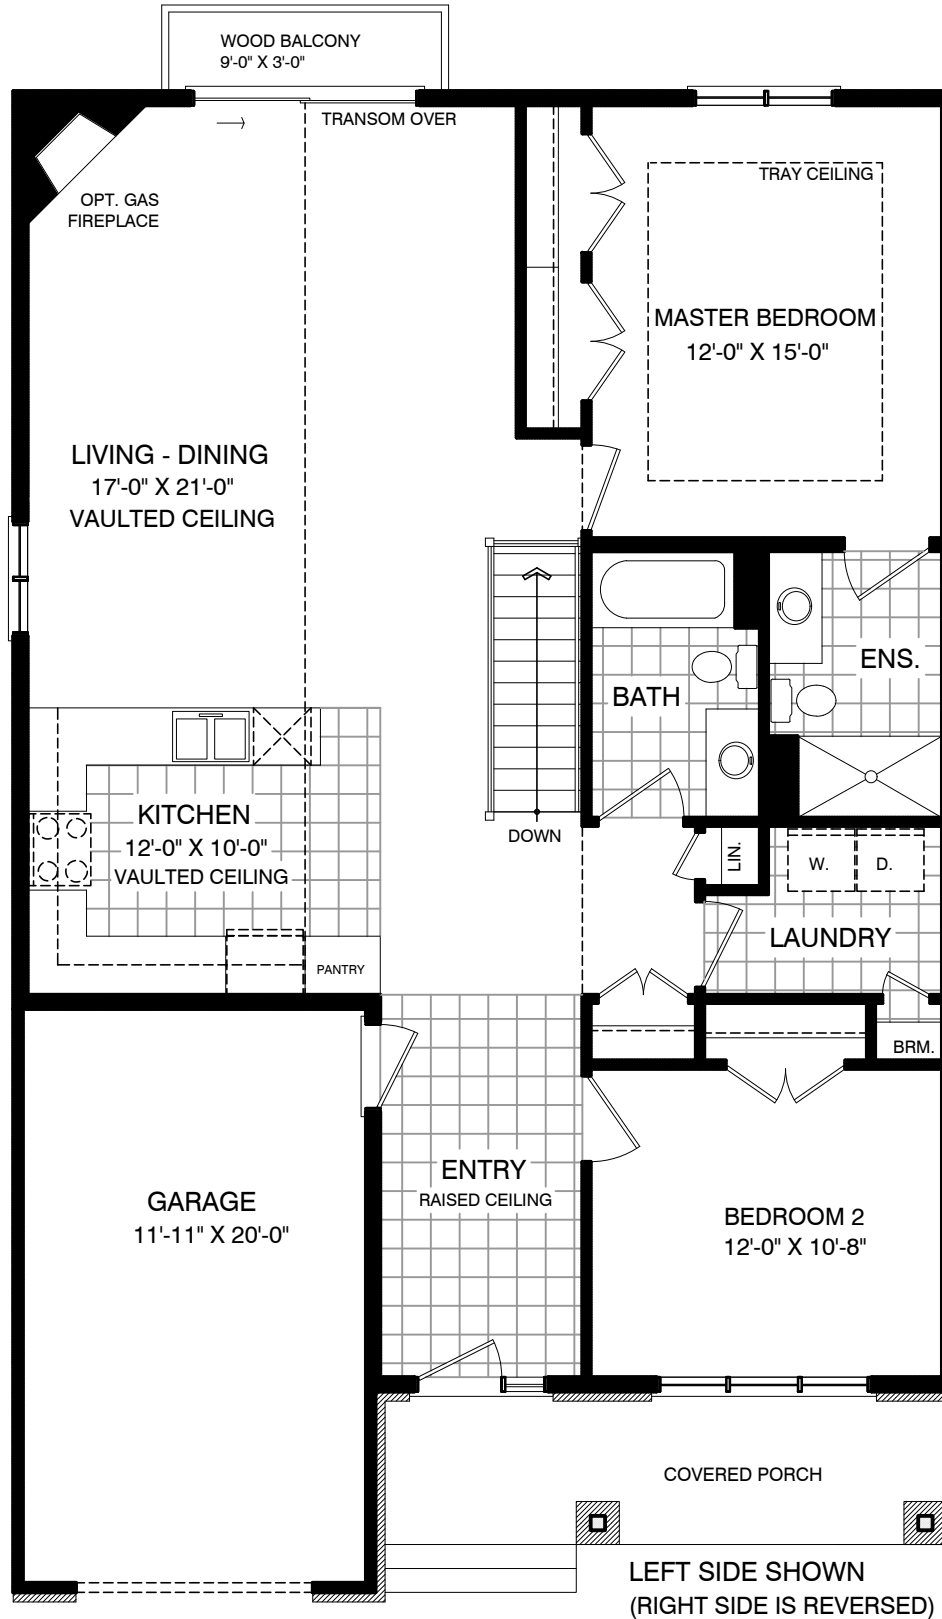 WOOD BALCONY
9'-0" X 3'-0"
TRANSOM OVER
OPT. GAS
FIREPLACE
TRAY CEILING
MASTER BEDROOM
12'-0" X 15'-0"
LIVING - DINING
17'-0" X 21'-0"
VAULTED CEILING
ENS.
BATH
KITCHEN
12'-0" X 10'-0"
VAULTED CEILING
DOWN
LIN.
W.
D.
LAUNDRY
PANTRY
BRM.
ENTRY
RAISED CEILING
GARAGE
11'-11" X 20'-0"
BEDROOM 2
12'-0" X 10'-8"
COVERED PORCH
LEFT SIDE SHOWN
(RIGHT SIDE IS REVERSED)